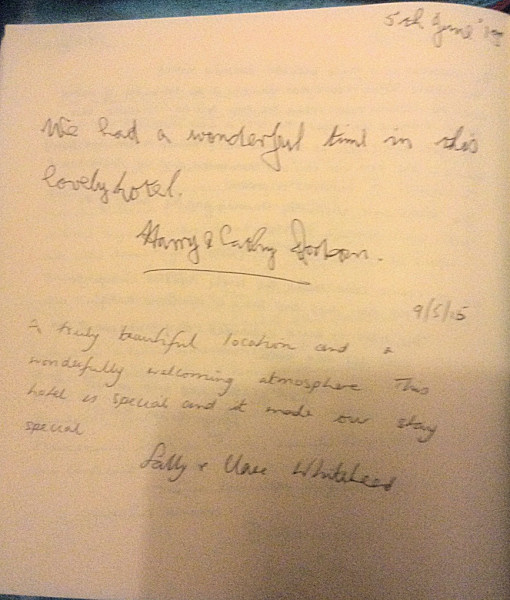 5th June '15
We had a wonderful time in this
lovely hotel.
Harry & Cathy
9/5/15
A truly beautiful location and a
wonderfully welcoming atmosphere This
hotel is special and it made our stay
special
Sally + Whitehead